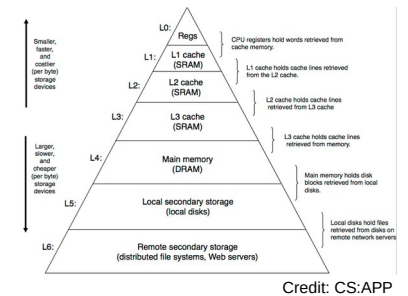 Smaller,
faster,
and
costlier
(per byte)
storage
devices
Larger,
slower,
and
cheaper
(per byte)
storage
devices
L0:
Regs
CPU registers hold words retrieved from
cache memory.
L1:
L1 cache
(SRAM)
L1 cache holds cache lines retrieved
from the L2 cache.
L2:
L2 cache
(SRAM)
L2 cache holds cache lines
retrieved from L3 cache
L3:
L3 cache
(SRAM)
L3 cache holds cache lines
retrieved from memory.
L4:
Main memory
(DRAM)
Main memory holds disk
blocks retrieved from local
disks.
L5:
Local secondary storage
(local disks)
Local disks hold files
retrieved from disks on
remote network servers
L6:
Remote secondary storage
(distributed file systems, Web servers)
Credit: CS:APP